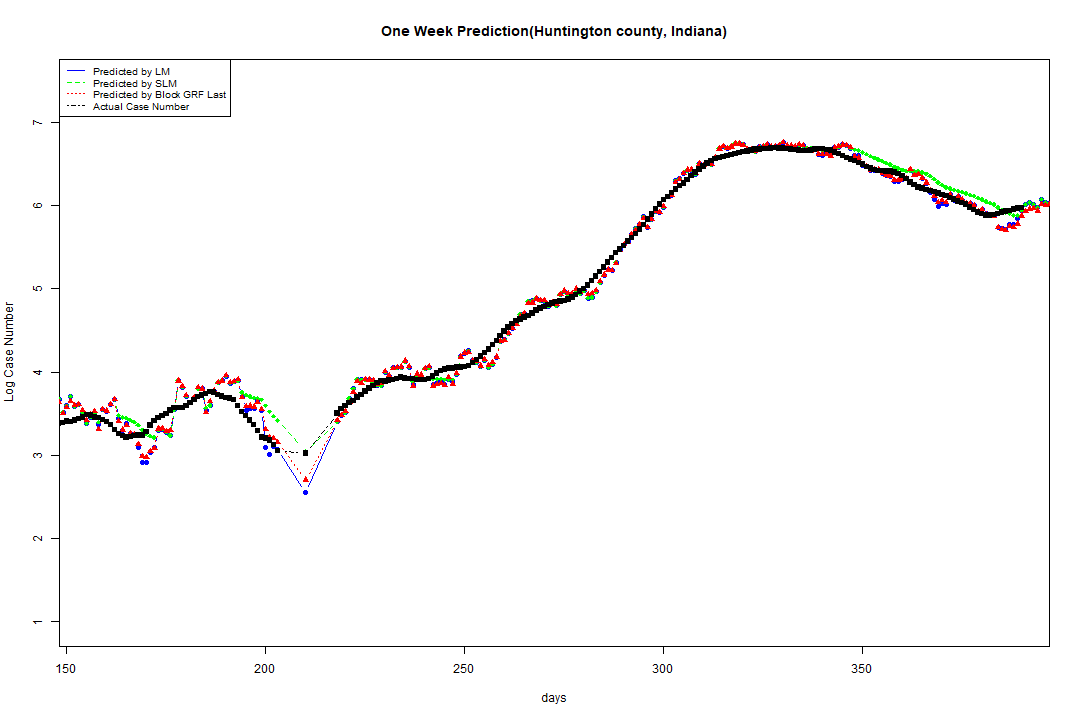 One Week Prediction(Huntington county, Indiana)
Predicted by LM
Predicted by SLM
Predicted by Block GRF Last
Actual Case Number
7
6
5
4
3
2
1
Log Case Number
150 200 250 300 350
days